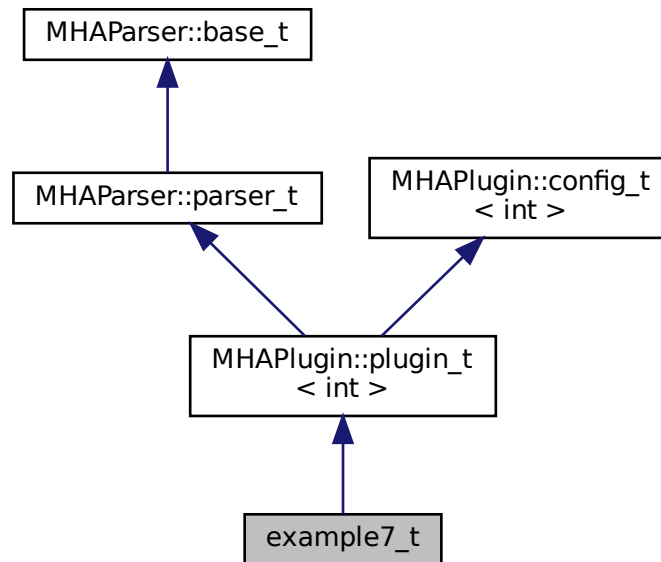 MHAParser::base_t
MHAParser::parser_t
MHAPlugin::config_t
< int >
MHAPlugin::plugin_t
< int >
example7_t